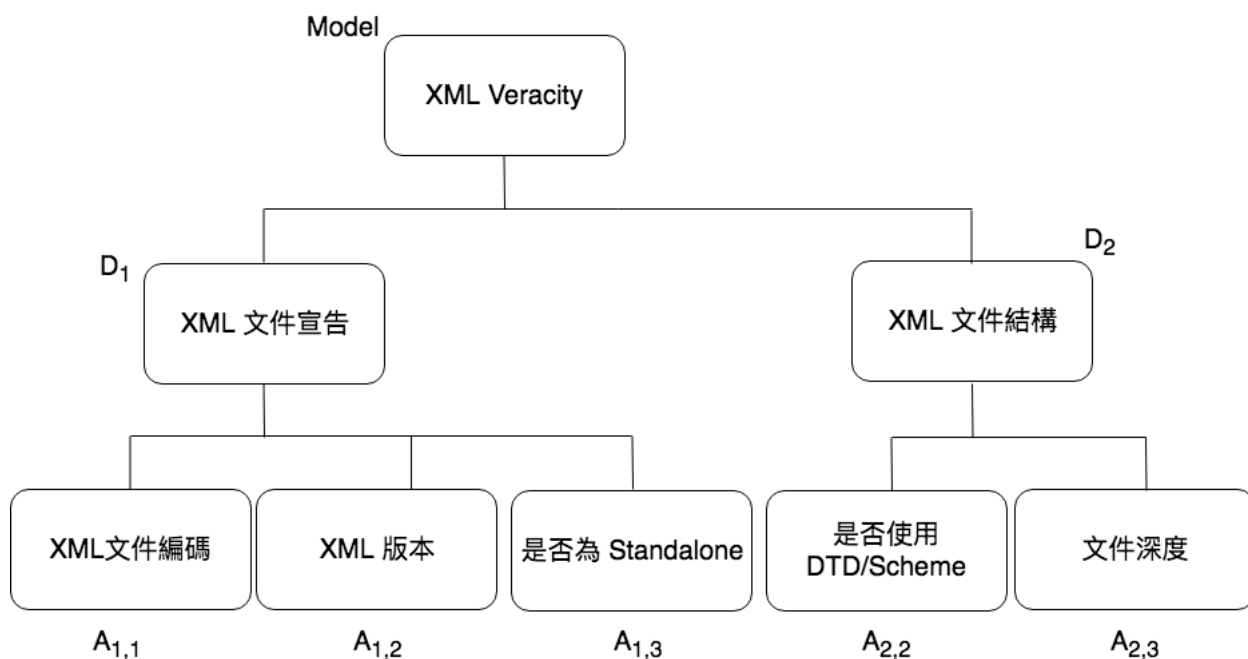 Model
XML Veracity
D₁
XML 文件宣告
D₂
XML 文件結構
XML文件編碼
XML 版本
是否為 Standalone
是否使用
DTD/Scheme
文件深度
A₁,₁
A₁,₂
A₁,₃
A₂,₂
A₂,₃